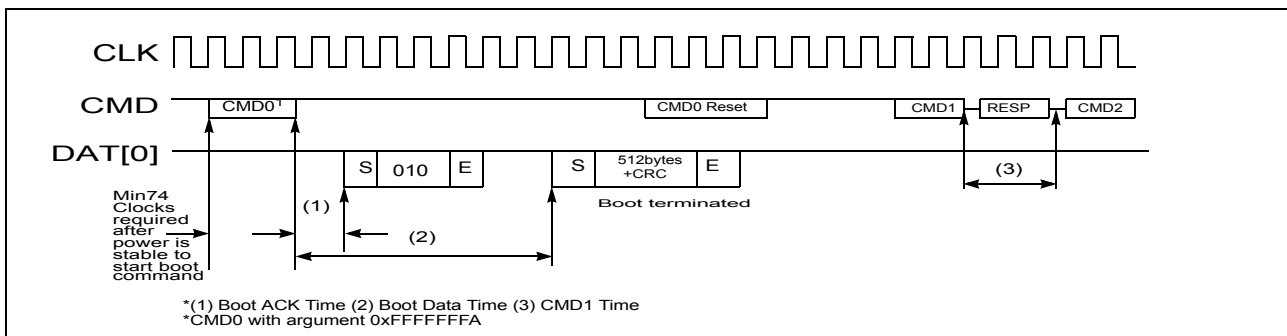 CLK
CMD
CMD0¹
CMD0 Reset
CMD1
RESP
CMD2
DAT[0]
S
010
E
S
512bytes
+CRC
E
(3)
Boot terminated
Min74
Clocks
required
after
power is
stable to
start boot
command
(1)
(2)
*(1) Boot ACK Time (2) Boot Data Time (3) CMD1 Time
*CMD0 with argument 0xFFFFFFFA